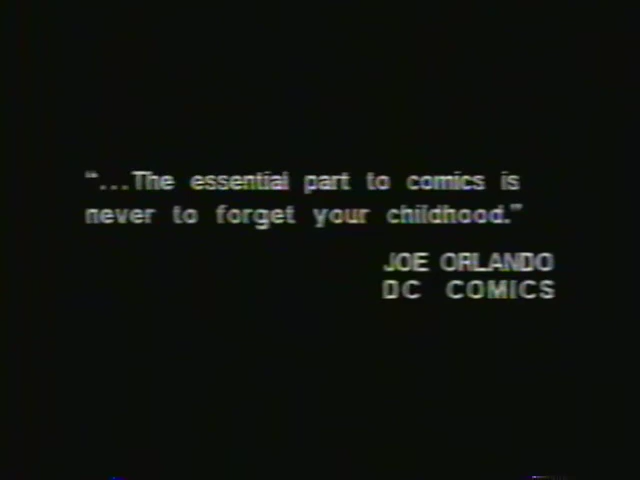 "...The essential part to comics is
never to forget your childhood."
JOE ORLANDO
DC COMICS